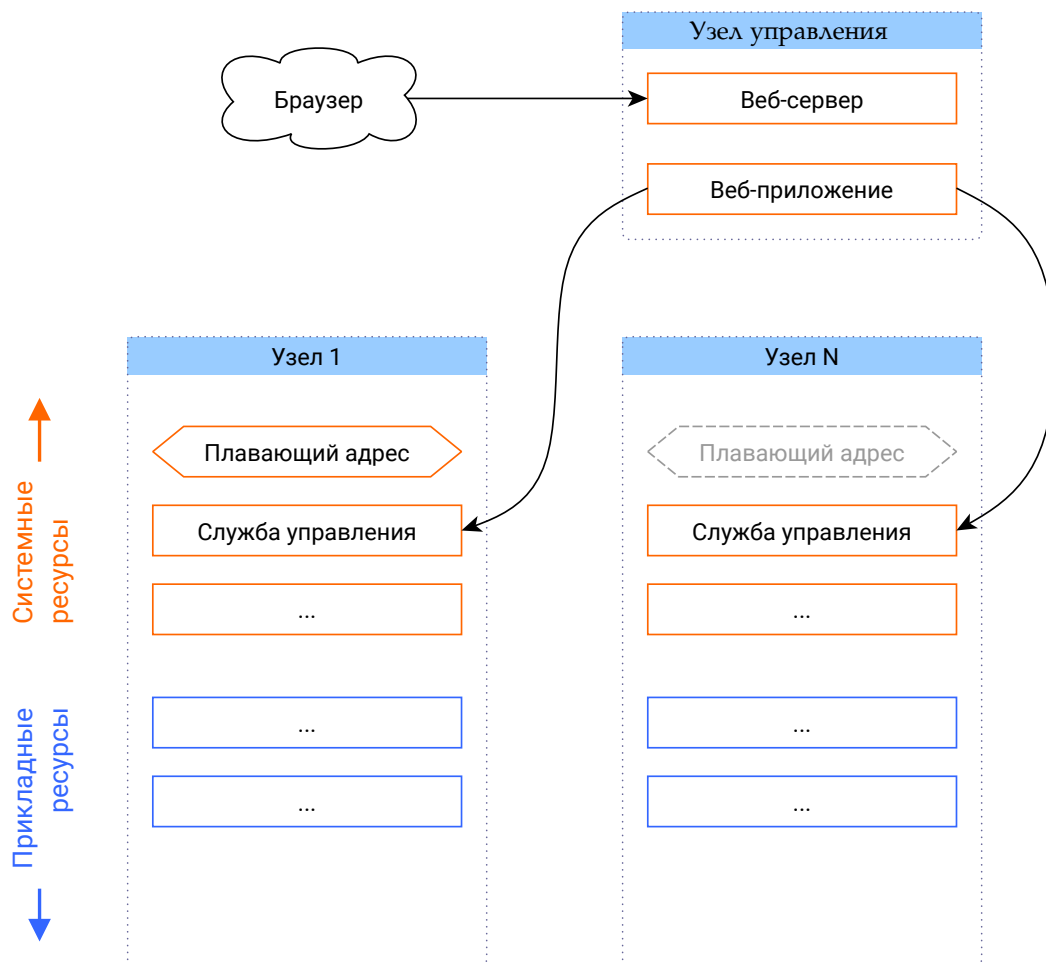 Узел управления
Браузер
Веб-сервер
Веб-приложение
Узел 1
Узел N
Плавающий адрес
Плавающий адрес
Служба управления
Служба управления
...
...
...
...
...
...
Системные
ресурсы
Прикладные
ресурсы